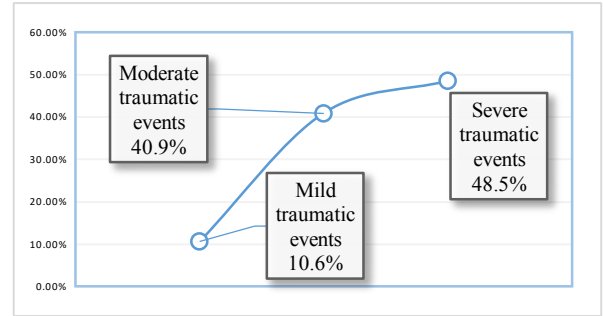 60.00%
50.00%
40.00%
30.00%
20.00%
10.00%
0.00%
Moderate
traumatic
events
40.9%
Mild
traumatic
events
10.6%
Severe
traumatic
events
48.5%